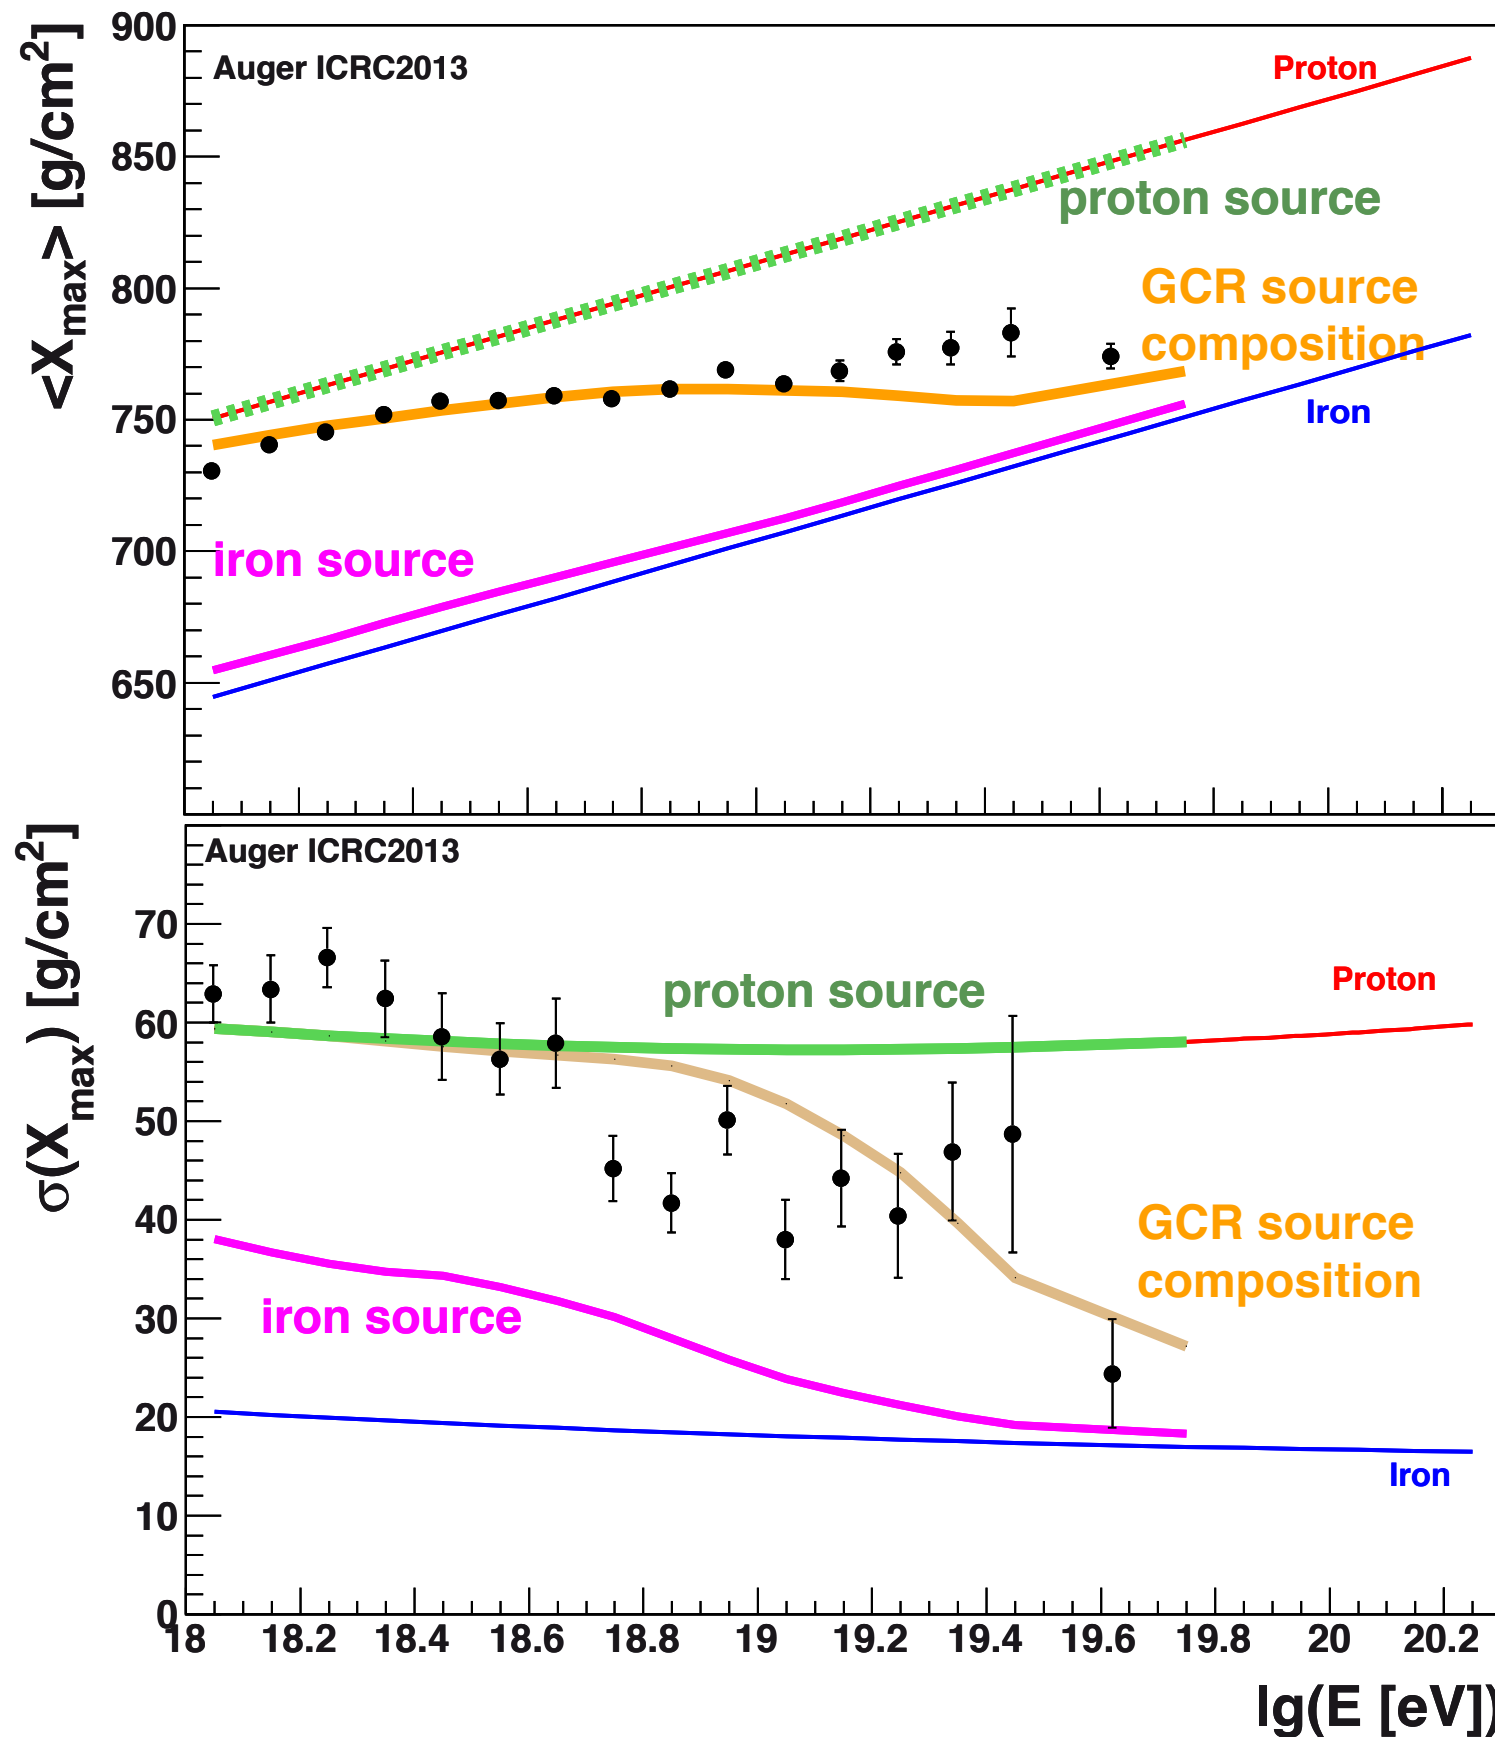 900
850
800
750
700
650
<Xmax> [g/cm2]
Auger ICRC2013
Proton
proton source
GCR source
composition
Iron
iron source
Auger ICRC2013
σ(Xmax) [g/cm2]
70
60
50
40
30
20
10
0
proton source
Proton
GCR source
composition
iron source
Iron
18 18.2 18.4 18.6 18.8 19 19.2 19.4 19.6 19.8 20 20.2
lg(E [eV])